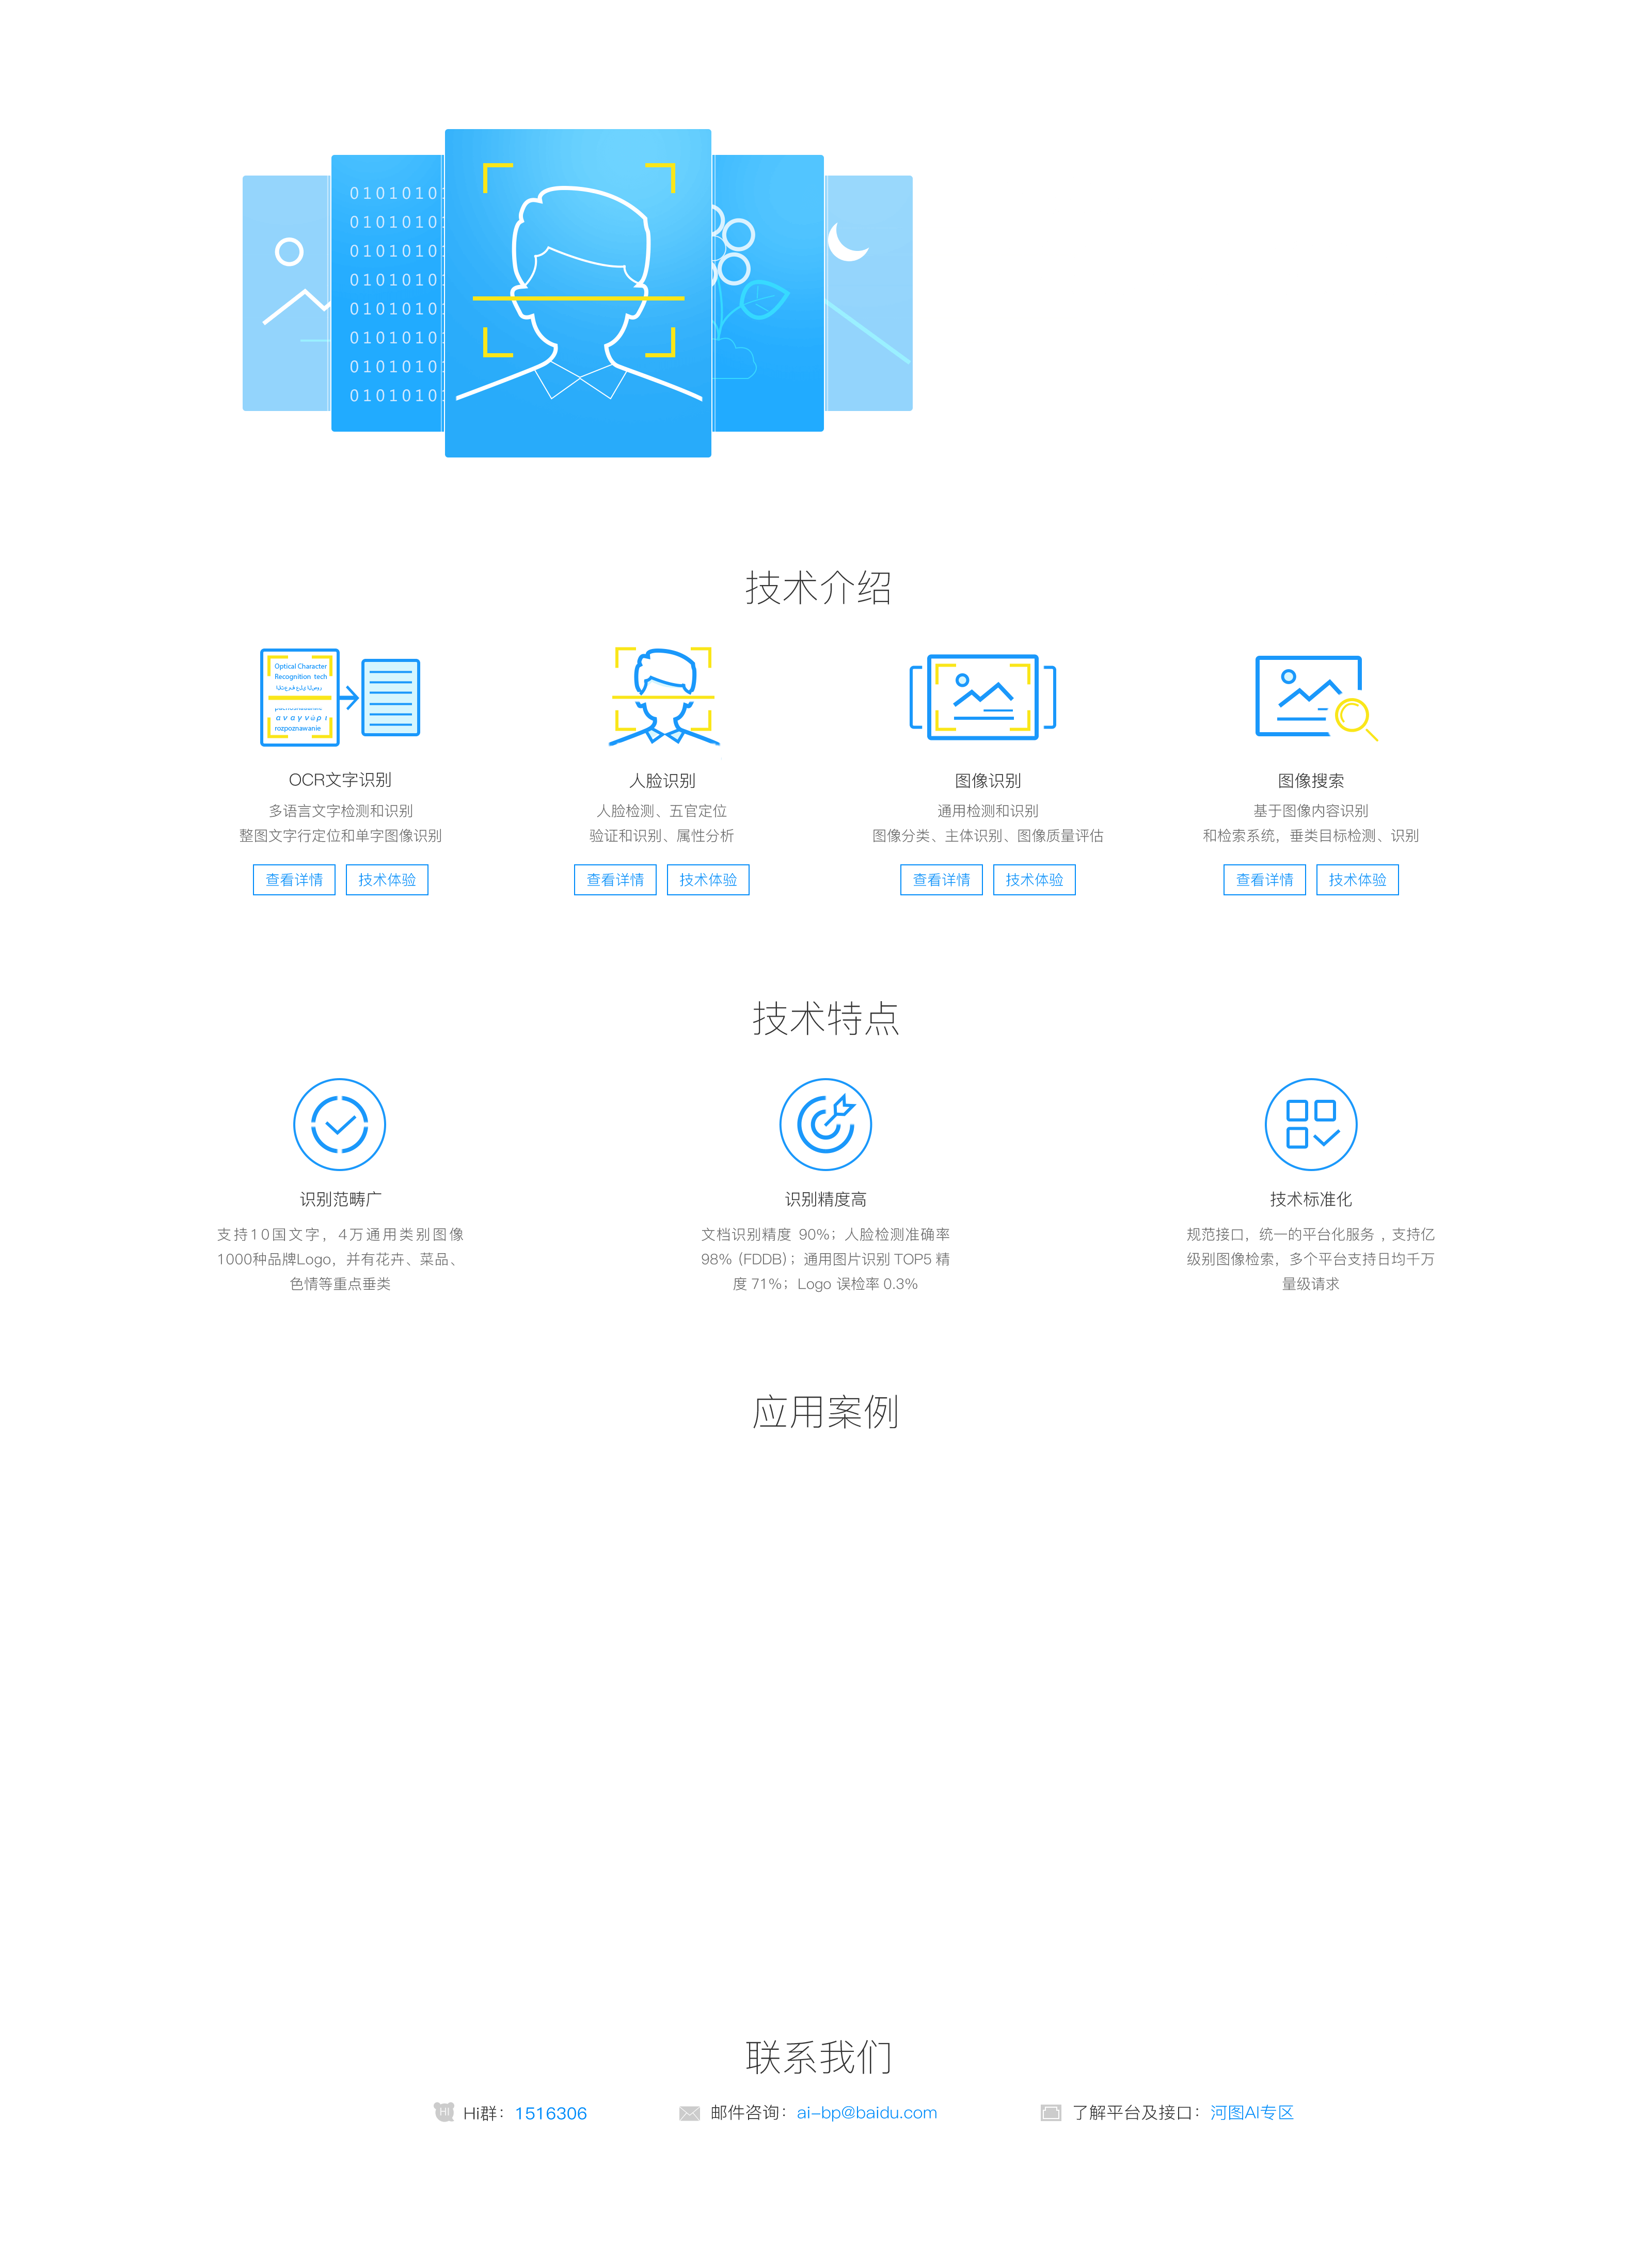 0101010
0101010
0101010
0101010
0101010
0101010
0101010
0101010
技术介绍
Optical Character
Recognition tech
αναγνώρι
rozpoznawanie
OCR文字识别
多语言文字检测和识别
整图文字行定位和单字图像识别
查看详情 技术体验
人脸识别
人脸检测、五官定位
验证和识别、属性分析
查看详情 技术体验
图像识别
通用检测和识别
图像分类、主体识别、图像质量评估
查看详情 技术体验
图像搜索
基于图像内容识别
和检索系统，垂类目标检测、识别
查看详情 技术体验
技术特点
识别范畴广
支持10国文字，4万通用类别图像
1000种品牌Logo，并有花卉、菜品、
色情等重点垂类
识别精度高
文档识别精度 90%；人脸检测准确率
98% (FDDB)；通用图片识别 TOP5 精
度 71%；Logo 误检率 0.3%
技术标准化
规范接口，统一的平台化服务，支持亿
级别图像检索，多个平台支持日均千万
量级请求
应用案例
联系我们
Hi
Hi群：1516306
邮件咨询：ai-bp@baidu.com
了解平台及接口：河图AI专区